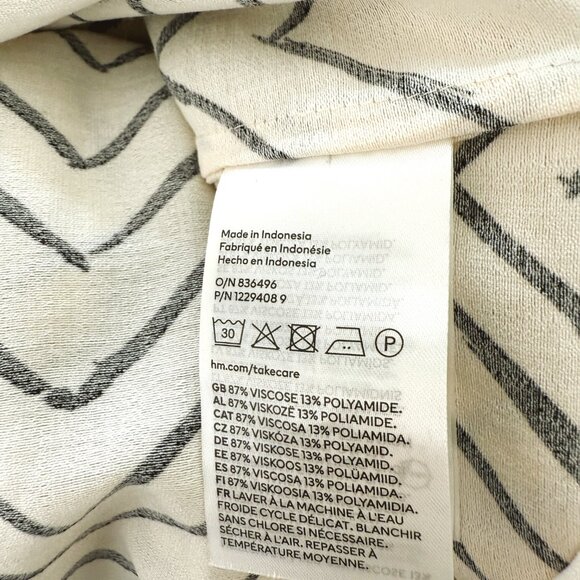 Made in Indonesia
Fabriqué en Indonésie
Hecho en Indonesia
O/N 836496
P/N 1229408 9
30 P
hm.com/takecare
GB 87% VISCOSE 13% POLYAMIDE.
AL 87% VISKOZË 13% POLIAMIDE.
CAT 87% VISCOSA 13% POLIAMIDA.
CZ 87% VISKÓZA 13% POLYAMID.
DE 87% VISKOSE 13% POLYAMID.
EE 87% VISKOOS 13% POLÜAMIID.
ES 87% VISCOSA 13% POLIAMIDA.
FI 87% VISKOOSIA 13% POLYAMIDIA.
FR LAVER À LA MACHINE À L'EAU
FROIDE CYCLE DÉLICAT. BLANCHIR
SANS CHLORE SI NÉCESSAIRE.
SÉCHER À L'AIR. REPASSER À
TEMPÉRATURE MOYENNE.